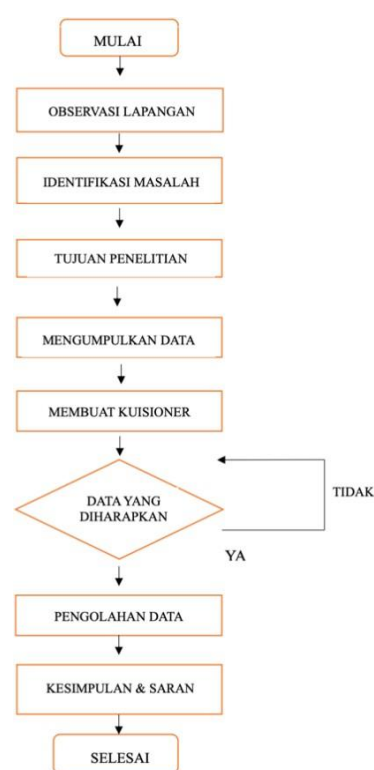 MULAI
OBSERVASI LAPANGAN
IDENTIFIKASI MASALAH
TUJUAN PENELITIAN
MENGUMPULKAN DATA
MEMBUAT KUISIONER
DATA YANG
DIHARAPKAN
TIDAK
YA
PENGOLAHAN DATA
KESIMPULAN & SARAN
SELESAI